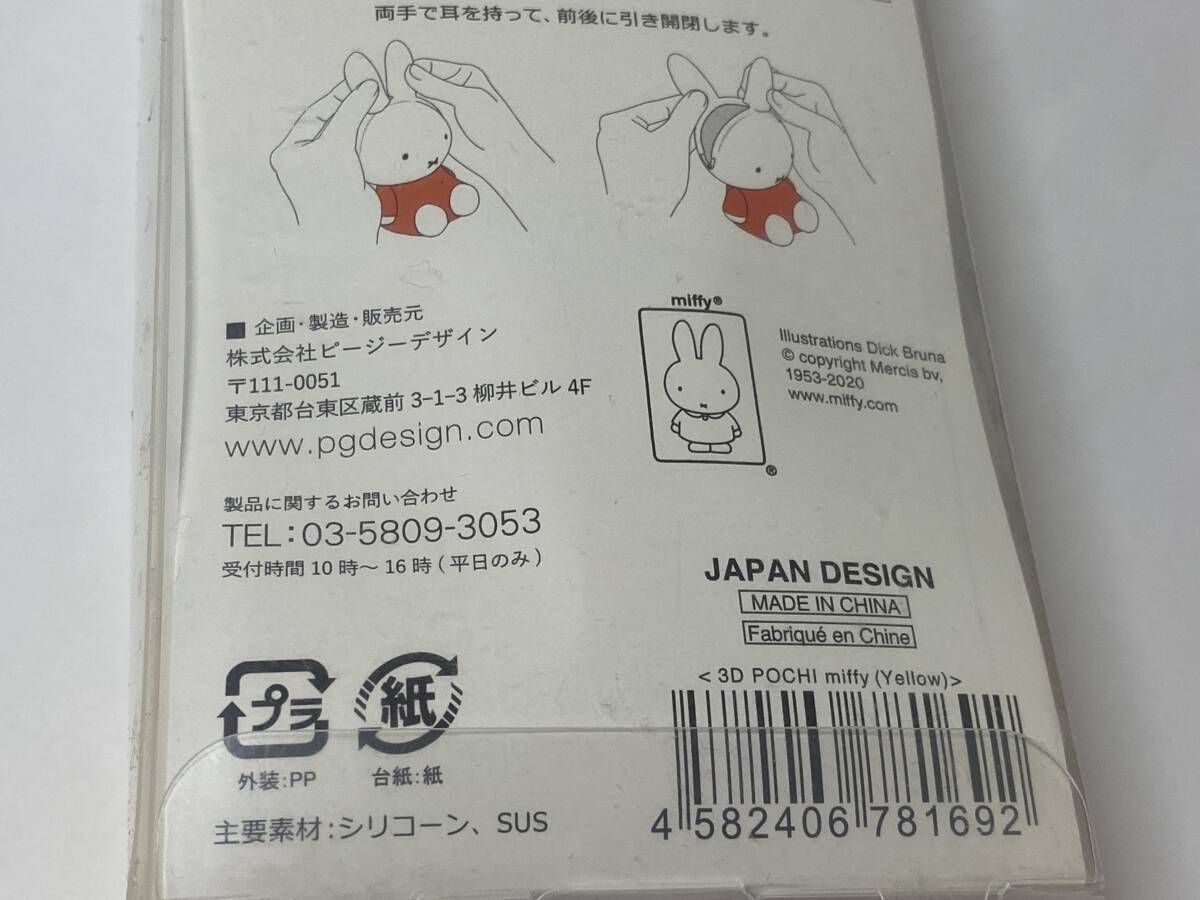 両手で耳を持って、前後に引き開閉します。
■ 企画・製造・販売元
株式会社ピージーデザイン
〒111-0051
東京都台東区蔵前 3-1-3 柳井ビル 4F
www.pgdesign.com
製品に関するお問い合わせ
TEL:03-5809-3053
受付時間 10 時〜 16 時 (平日のみ)
miffy®
®
Illustrations Dick Bruna
© copyright Mercis bv,
1953-2020
www.miffy.com
JAPAN DESIGN
MADE IN CHINA
Fabriqué en Chine
プラ
紙
外装:PP
台紙:紙
主要素材:シリコーン、SUS
< 3D POCHI miffy (Yellow)>
4 582406 781692